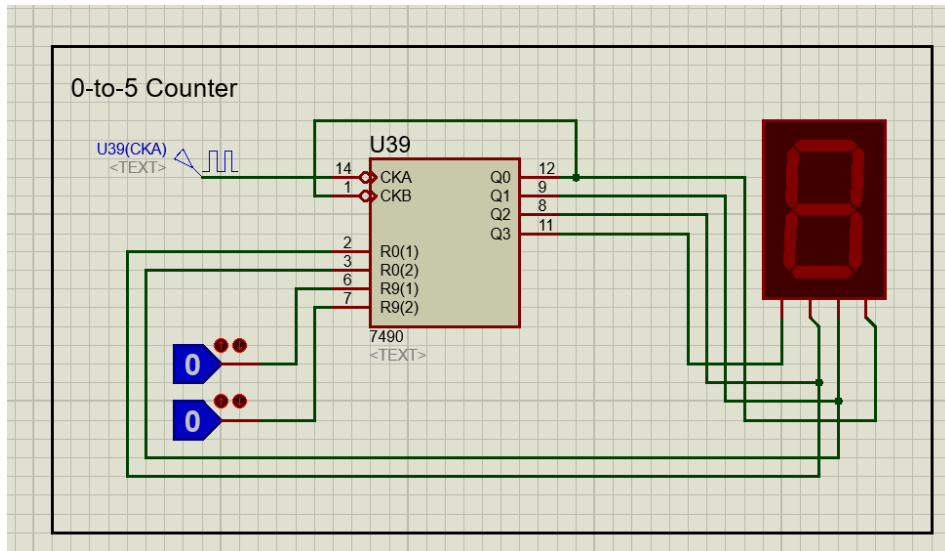 0-to-5 Counter
U39(CKA)
<TEXT>
U39
14 CKA Q0 12
1 CKB Q1 9
Q2 8
Q3 11
2 R0(1)
3 R0(2)
6 R9(1)
7 R9(2)
7490
<TEXT>
0
0